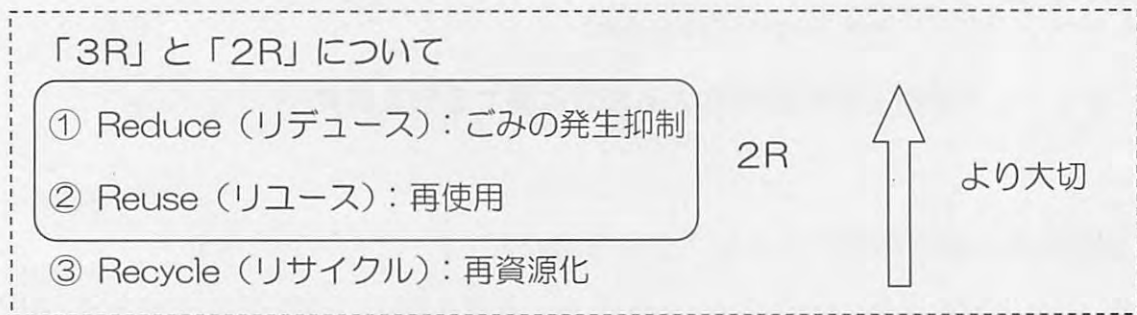 「3R」と「2R」について
① Reduce（リデュース）：ごみの発生抑制
② Reuse（リユース）：再使用
③ Recycle（リサイクル）：再資源化
2R
より大切